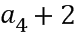 a₄ + 2